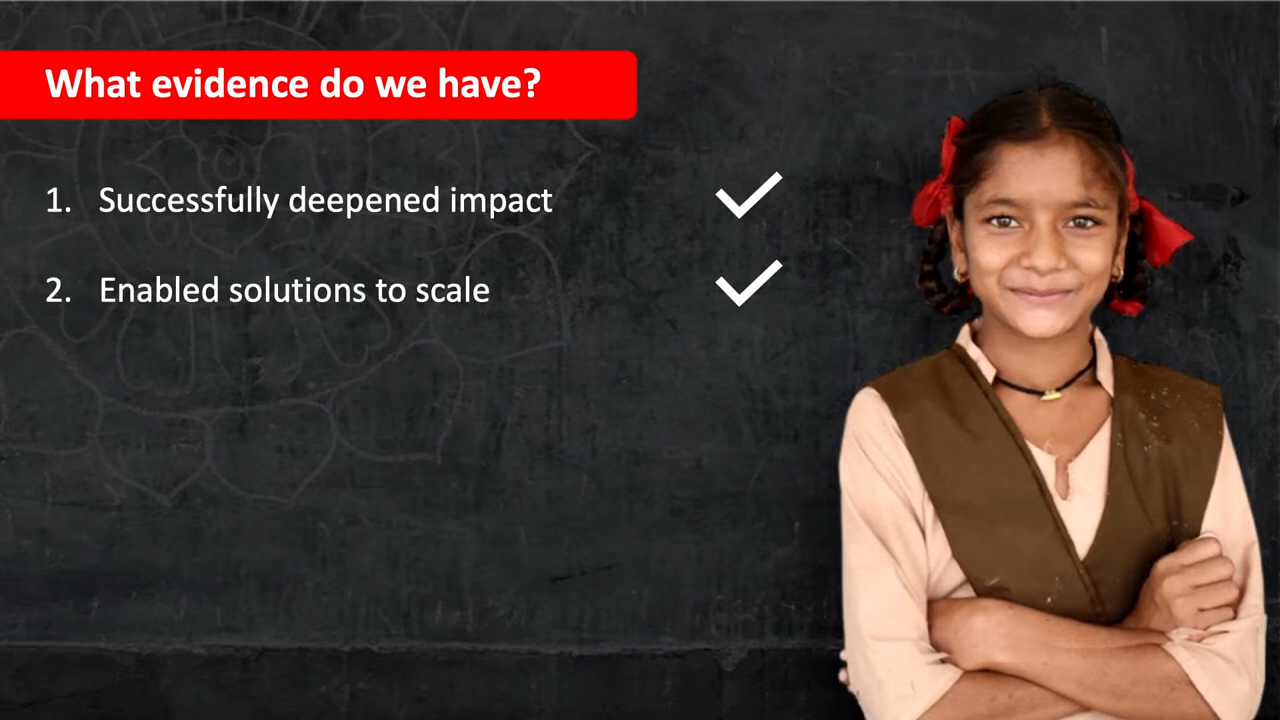 What evidence do we have?
1. Successfully deepened impact
2. Enabled solutions to scale